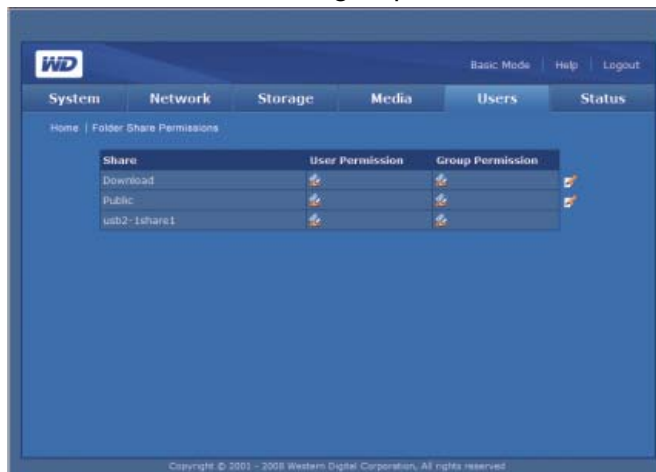 WD
Basic Mode | Help | Logout
System Network Storage Media Users Status
Home | Folder Share Permissions
Share User Permission Group Permission
Download
Public
usb2-1share1
Copyright © 2001 - 2008 Western Digital Corporation, All rights reserved